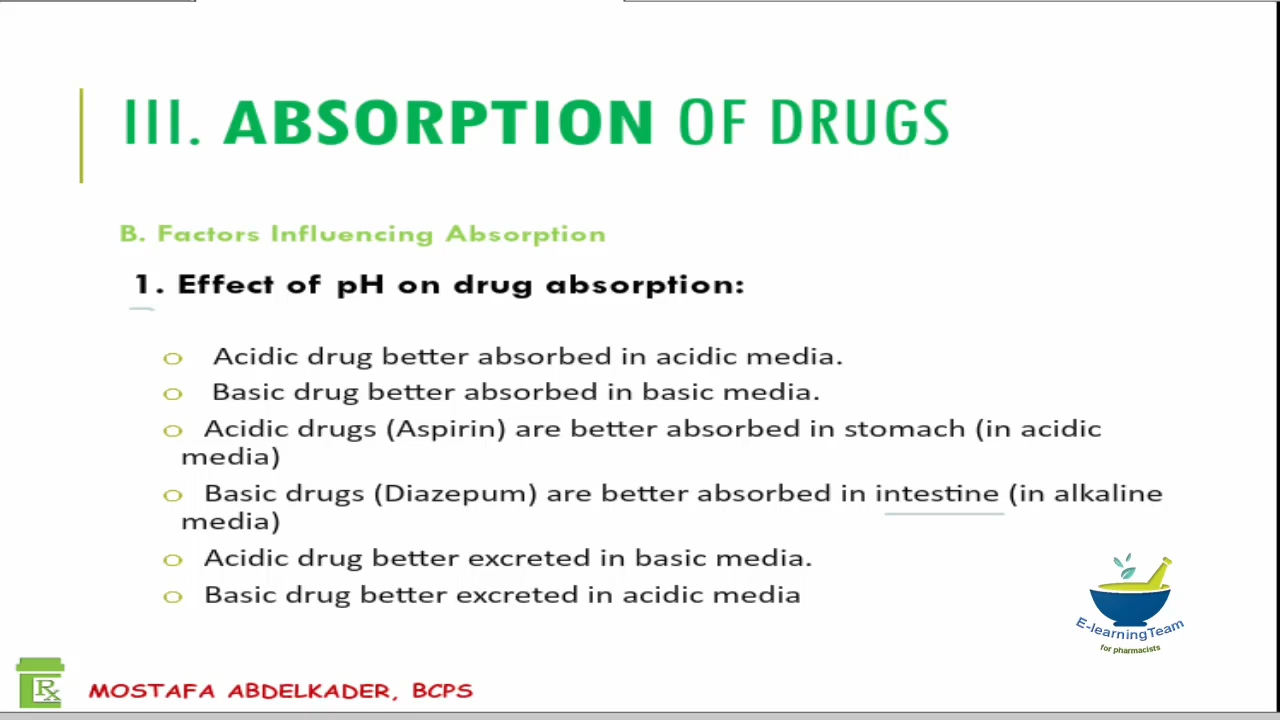 III. ABSORPTION OF DRUGS
B. Factors Influencing Absorption
1. Effect of pH on drug absorption:
o Acidic drug better absorbed in acidic media.
o Basic drug better absorbed in basic media.
o Acidic drugs (Aspirin) are better absorbed in stomach (in acidic
media)
o Basic drugs (Diazepum) are better absorbed in intestine (in alkaline
media)
o Acidic drug better excreted in basic media.
o Basic drug better excreted in acidic media
E-learningTeam
for pharmacists
Rx
MOSTAFA ABDELKADER, BCPS